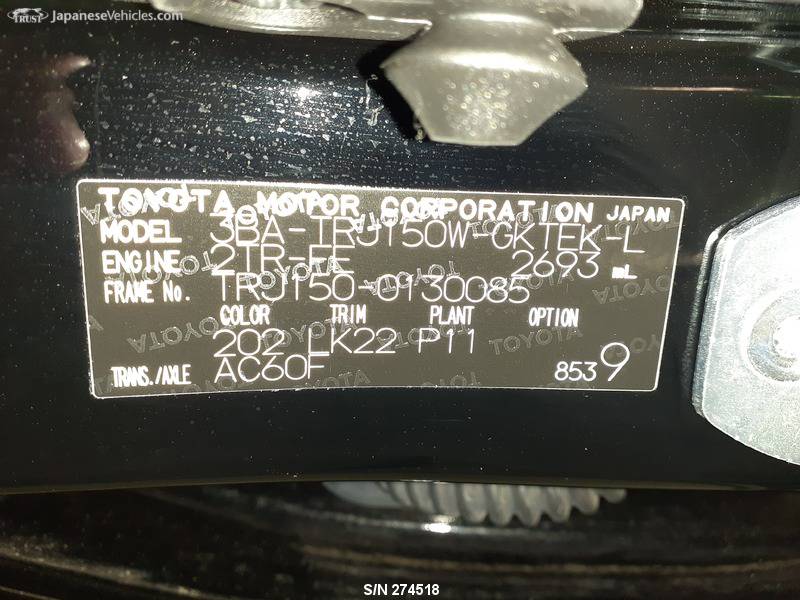 TRUST JapaneseVehicles.com
TOYOTA MOTOR CORPORATION JAPAN
MODEL 3BA-TRJ150W-GKTEK-L
ENGINE 2TR-FE 2693 mL
FRAME No. TRJ150-0130085
COLOR TRIM PLANT OPTION
202 LK22 P11
TRANS./AXLE AC60F 8539
S/N 274518